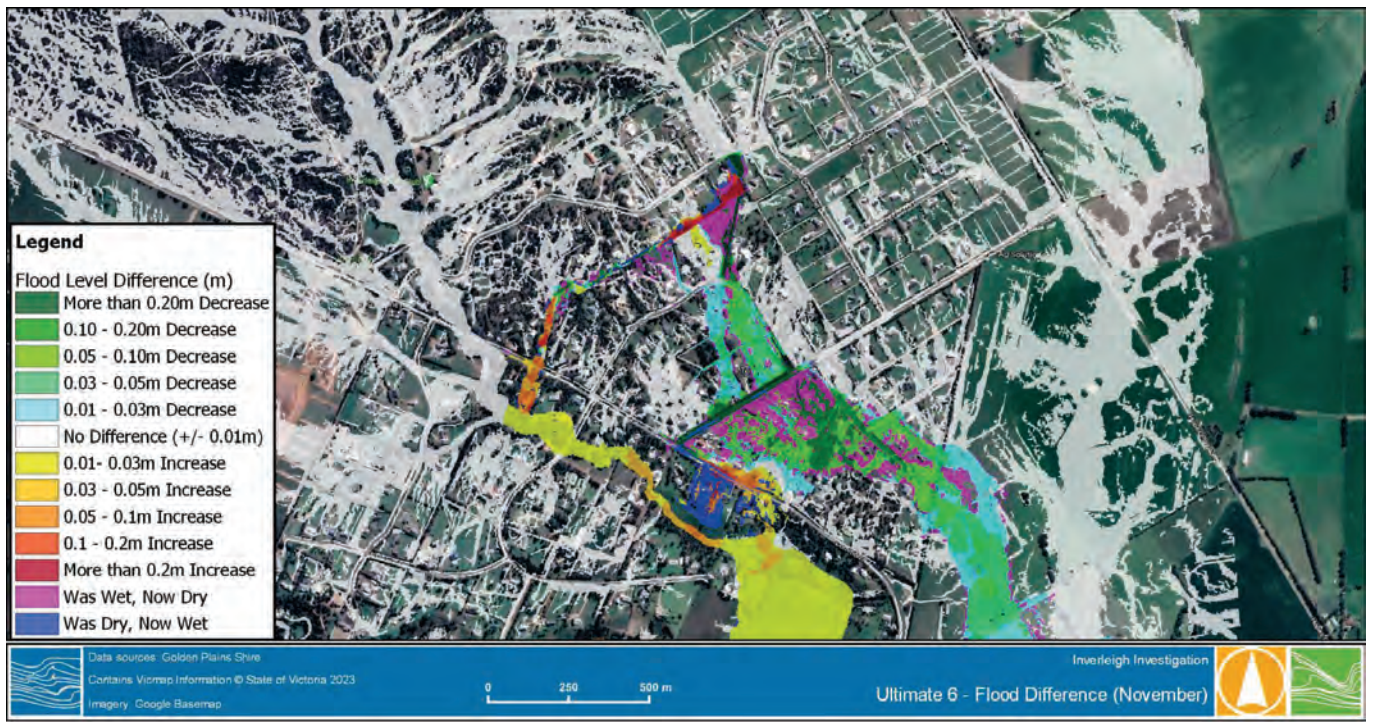 Legend
Flood Level Difference (m)
More than 0.20m Decrease
0.10 - 0.20m Decrease
0.05 - 0.10m Decrease
0.03 - 0.05m Decrease
0.01 - 0.03m Decrease
No Difference (+/- 0.01m)
0.01- 0.03m Increase
0.03 - 0.05m Increase
0.05 - 0.1m Increase
0.1 - 0.2m Increase
More than 0.2m Increase
Was Wet, Now Dry
Was Dry, Now Wet
Data sources: Golden Plains Shire
Contains Vicmap Information © State of Victoria 2023
Imagery: Google Basemap
0 250 500 m
Inverleigh Investigation
Ultimate 6 - Flood Difference (November)